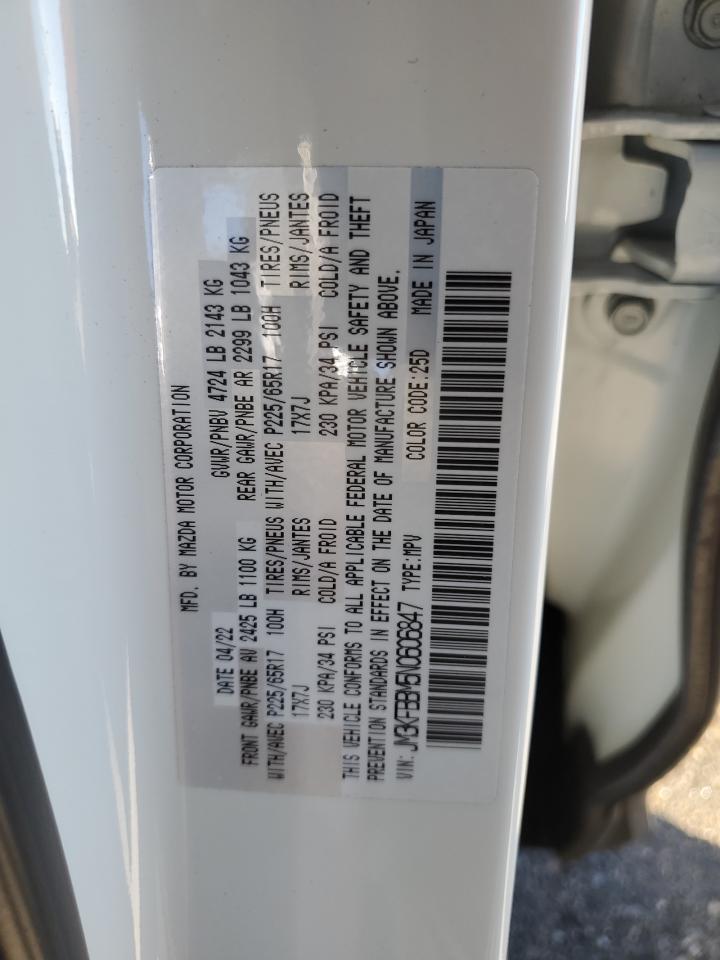 MFD. BY MAZDA MOTOR CORPORATION
DATE 04/22 GVWR/PNBV 4724 LB 2143 KG
FRONT GAWR/PNBE AV 2425 LB 1100 KG REAR GAWR/PNBE AR 2299 LB 1043 KG
WITH/AVEC P225/65R17 100H TIRES/PNEUS WITH/AVEC P225/65R17 100H TIRES/PNEUS
17X7J RIMS/JANTES 17X7J RIMS/JANTES
230 KPA/34 PSI COLD/A FROID 230 KPA/34 PSI COLD/A FROID
THIS VEHICLE CONFORMS TO ALL APPLICABLE FEDERAL MOTOR VEHICLE SAFETY AND THEFT
PREVENTION STANDARDS IN EFFECT ON THE DATE OF MANUFACTURE SHOWN ABOVE.
VIN: JM3KFBBM5N0606847 TYPE:MPV COLOR CODE:25D MADE IN JAPAN